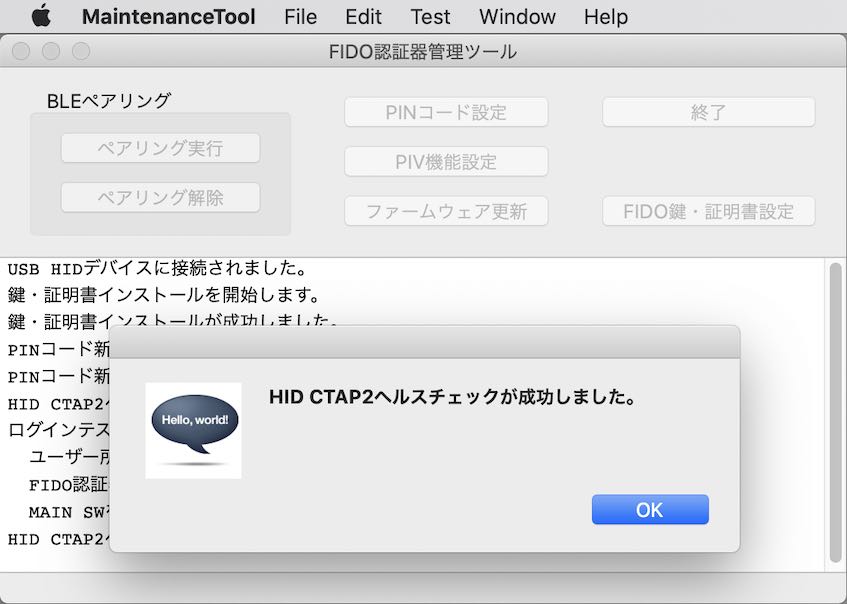 MaintenanceTool File Edit Test Window Help
FIDO認証器管理ツール
BLEペアリング
ペアリング実行
ペアリング解除
PINコード設定
PIV機能設定
ファームウェア更新
終了
FIDO鍵・証明書設定
USB HIDデバイスに接続されました。
鍵・証明書インストールを開始します。
鍵・証明書インストールが成功しました。
PINコード新
PINコード新
HID CTAP2
ログインテス
ユーザー所
FIDO認証
MAIN SW
HID CTAP2
Hello, world!
HID CTAP2ヘルスチェックが成功しました。
OK